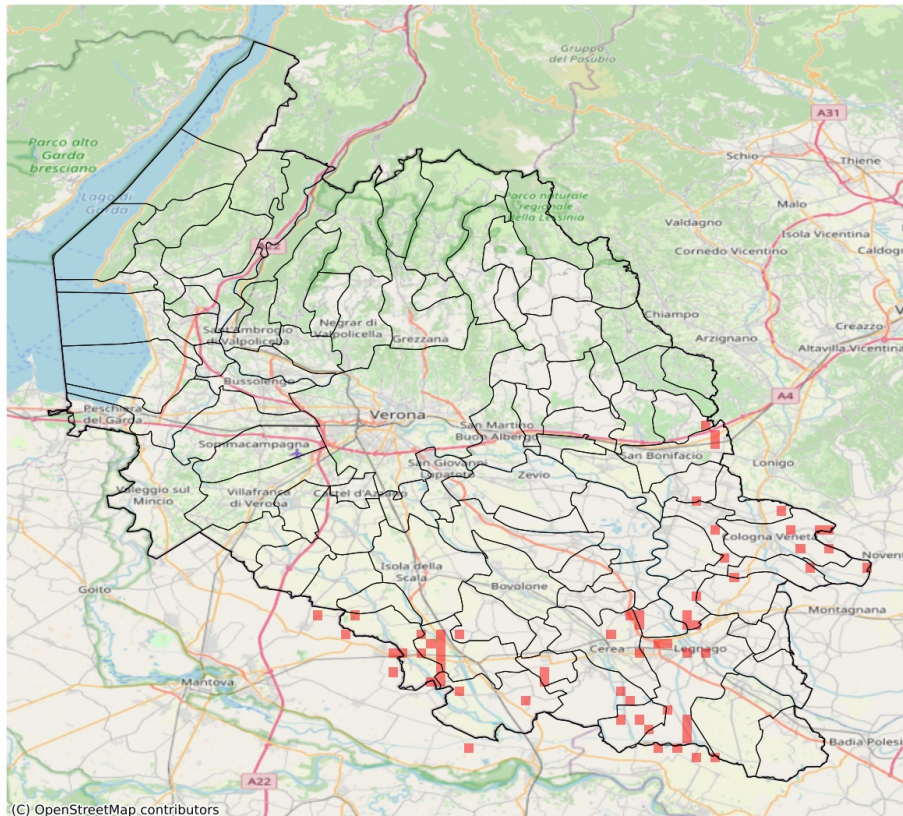 Gruppo
del Pasubio
A31
Schio
Thiene
Parco alto
Garda
bresciano
Lago di
Garda
Parco naturale
regionale
della Lessinia
Malo
Valdagno
Isola Vicentina
Cornedo Vicentino
A22
Chiampo
Sant'Ambrogio
di Valpolicella
Negrar di
Valpolicella
Grezzana
Creazzo
Arzignano
Altavilla Vicentina
Bussolengo
A4
Peschiera
del Garda
Verona
San Martino
Buon Albergo
Sommacampagna
San Bonifacio
Lonigo
San Giovanni
Lupatoto
Zevio
Valeggio sul
Mincio
Villafranca
di Verona
Castel d'Azzano
Cologna Veneta
Isola della
Scala
Bovolone
Goito
Montagnana
Cerea
Legnago
Mantova
Badia Polesi
A22
(C) OpenStreetMap contributors